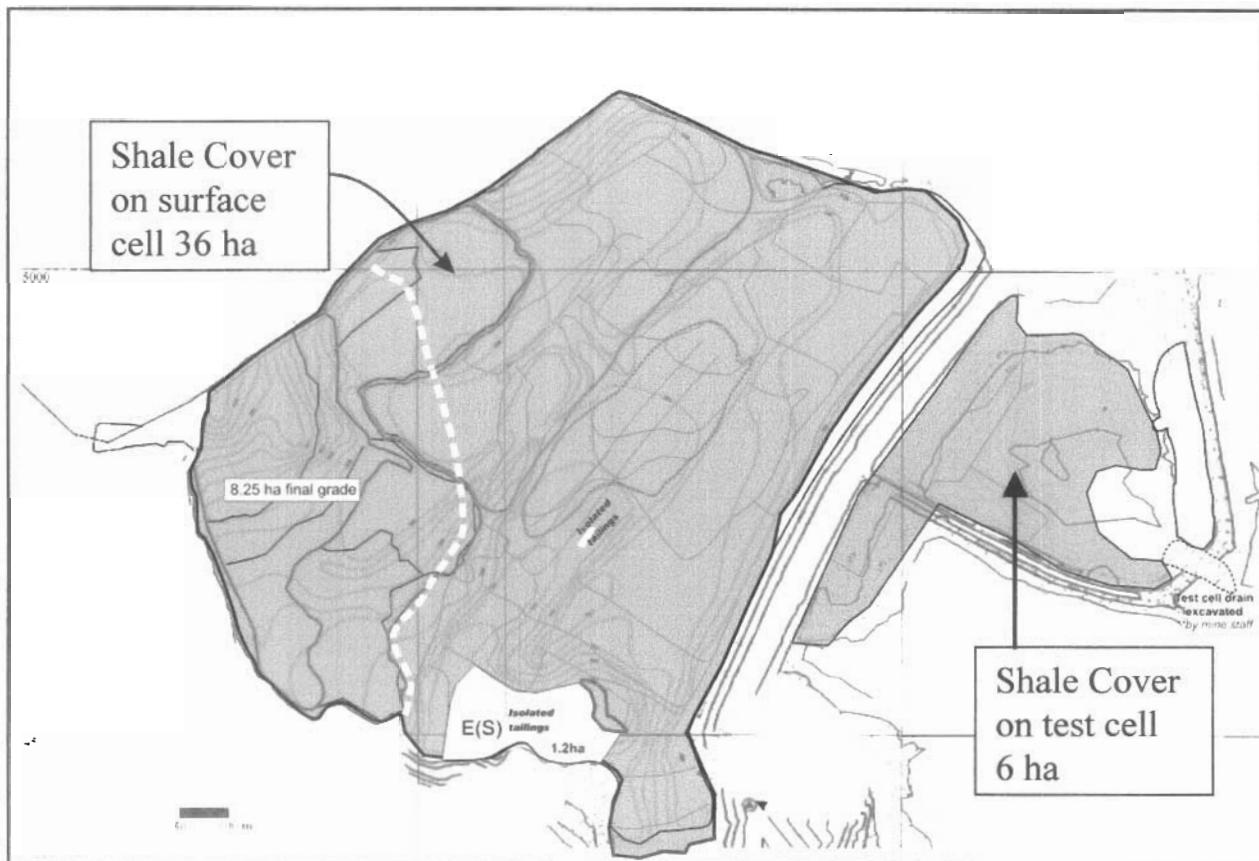 Shale Cover
on surface
cell 36 ha
5000
8.25 ha final grade
Isolated
tailings
E(S)
Isolated
tailings
1.2ha
Test cell drain
excavated
by mine staff
Shale Cover
on test cell
6 ha